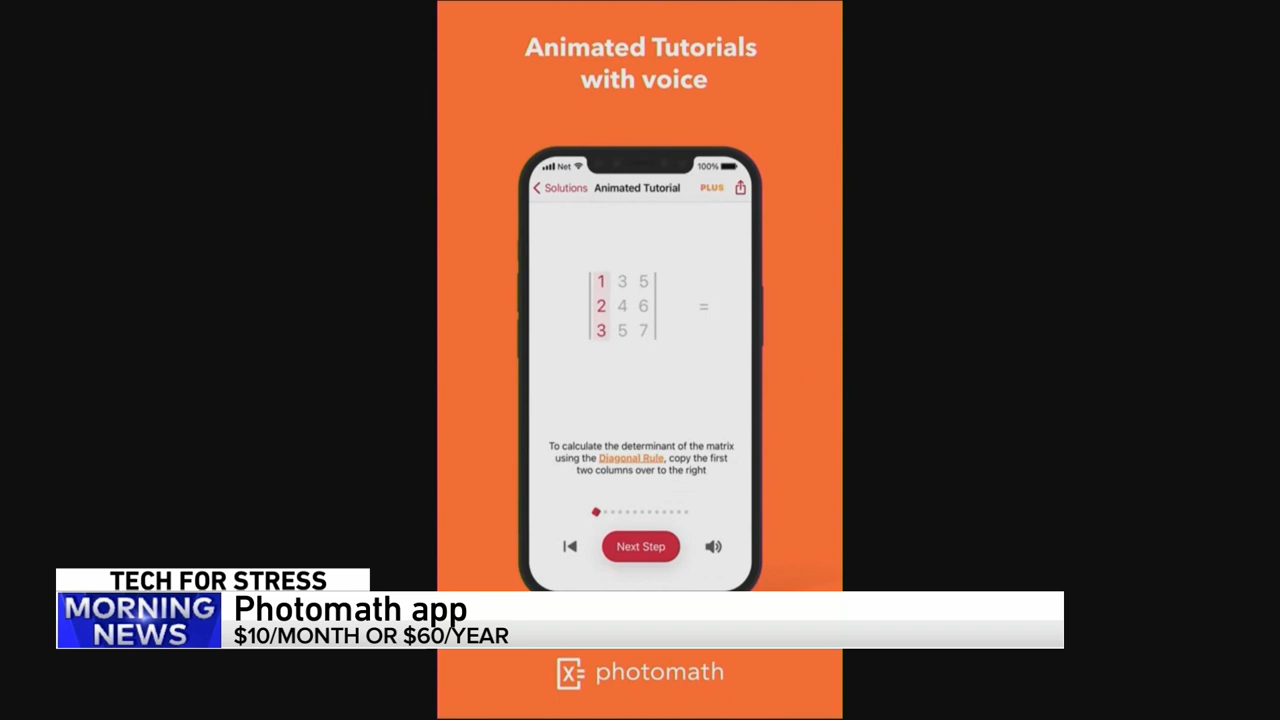 Animated Tutorials
with voice
Net 100%
Solutions Animated Tutorial PLUS
1 3 5
2 4 6 =
3 5 7
To calculate the determinant of the matrix
using the Diagonal Rule, copy the first
two columns over to the right
Next Step
TECH FOR STRESS
MORNING
NEWS
Photomath app
$10/MONTH OR $60/YEAR
X= photomath